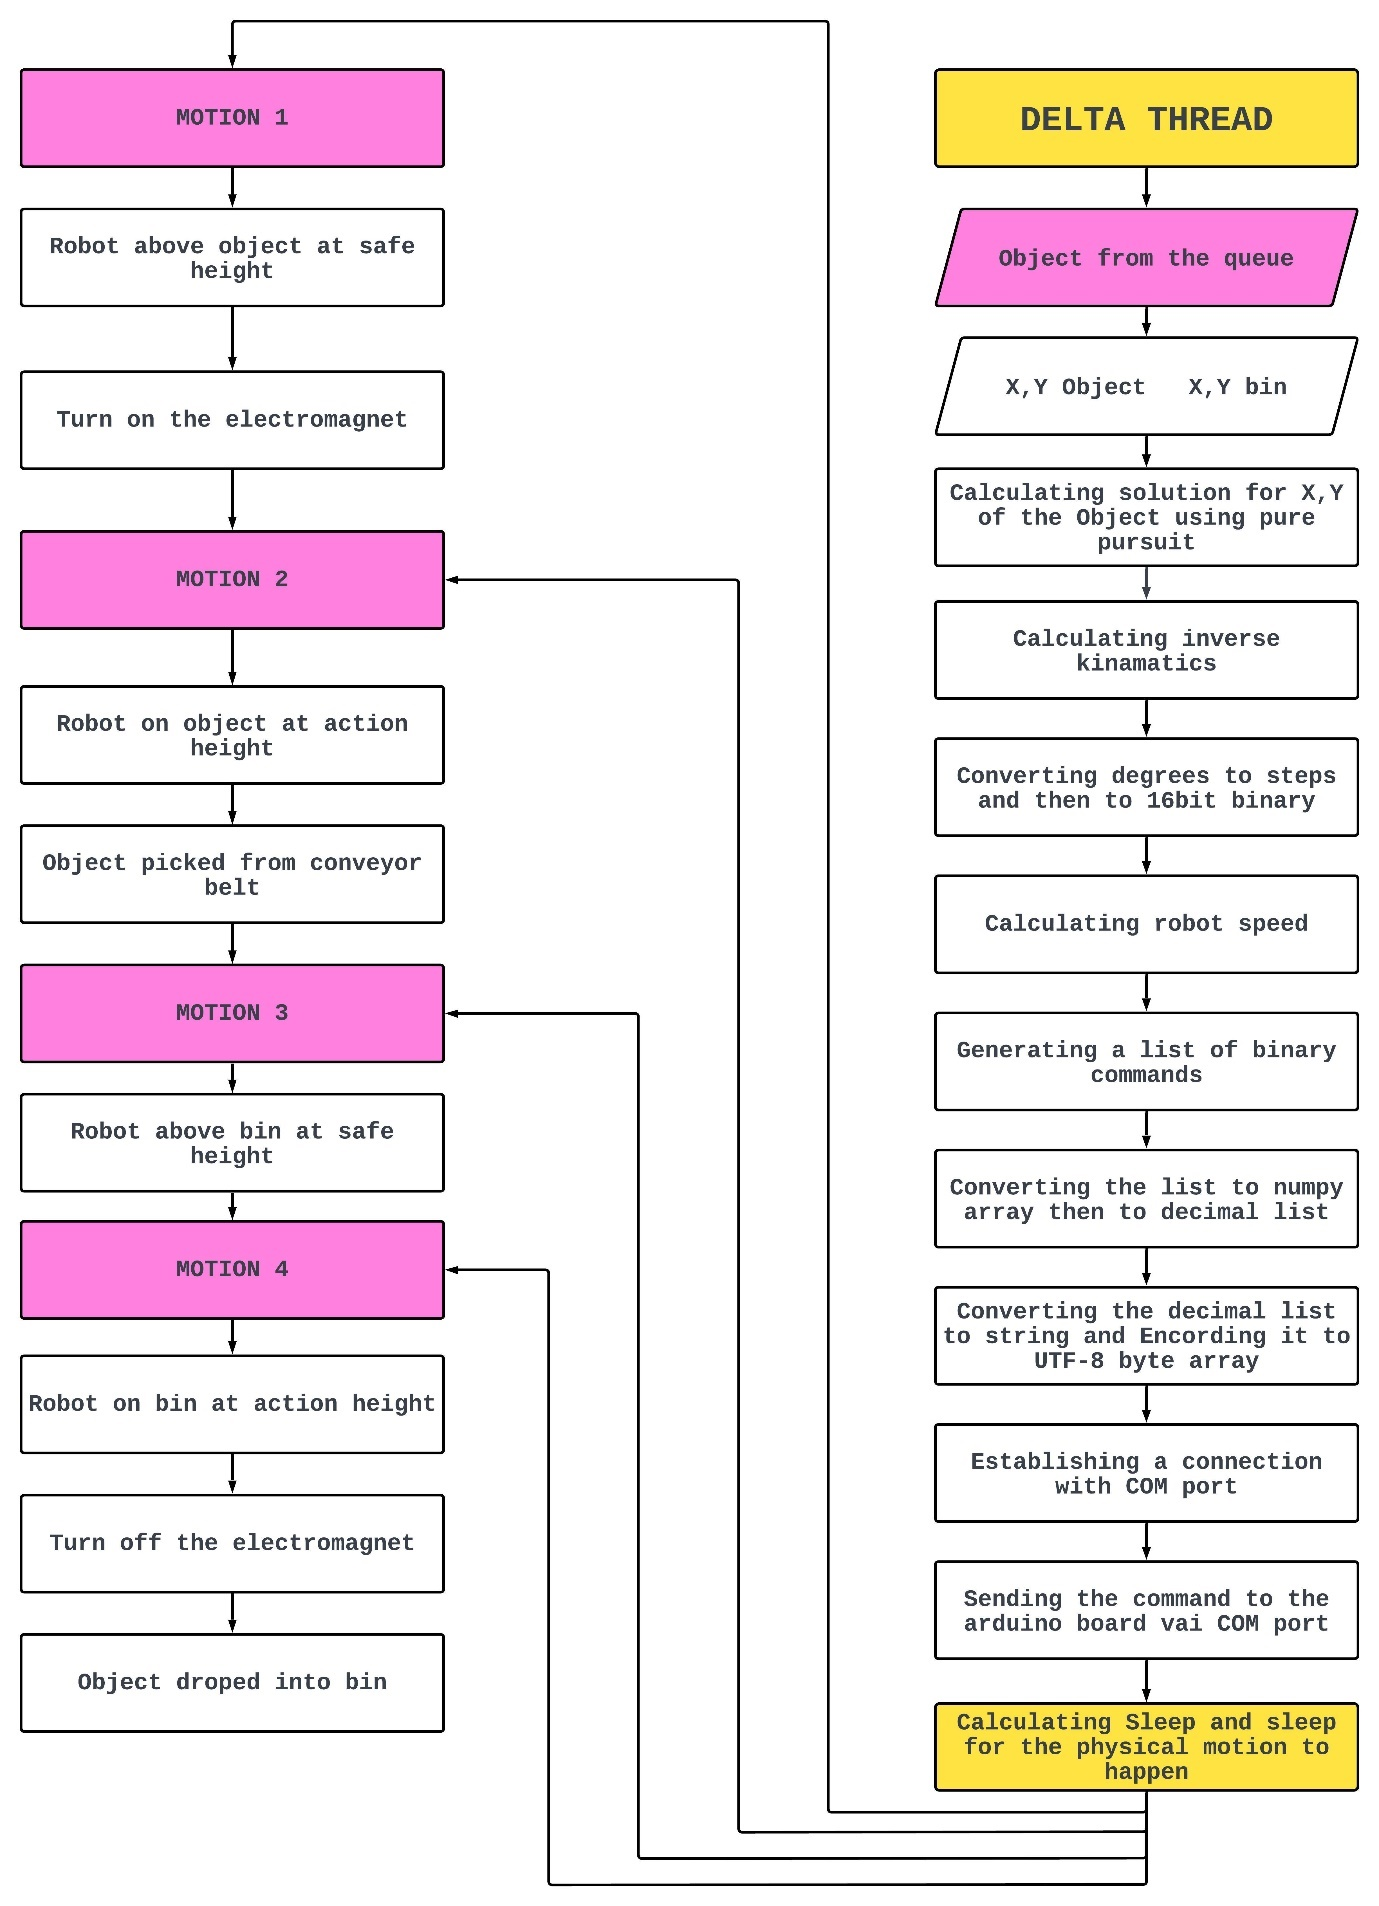 MOTION 1
Robot above object at safe
height
Turn on the electromagnet
MOTION 2
Robot on object at action
height
Object picked from conveyor
belt
MOTION 3
Robot above bin at safe
height
MOTION 4
Robot on bin at action height
Turn off the electromagnet
Object droped into bin
DELTA THREAD
Object from the queue
X,Y Object   X,Y bin
Calculating solution for X,Y
of the Object using pure
pursuit
Calculating inverse
kinamatics
Converting degrees to steps
and then to 16bit binary
Calculating robot speed
Generating a list of binary
commands
Converting the list to numpy
array then to decimal list
Converting the decimal list
to string and Encording it to
UTF-8 byte array
Establishing a connection
with COM port
Sending the command to the
arduino board vai COM port
Calculating Sleep and sleep
for the physical motion to
happen